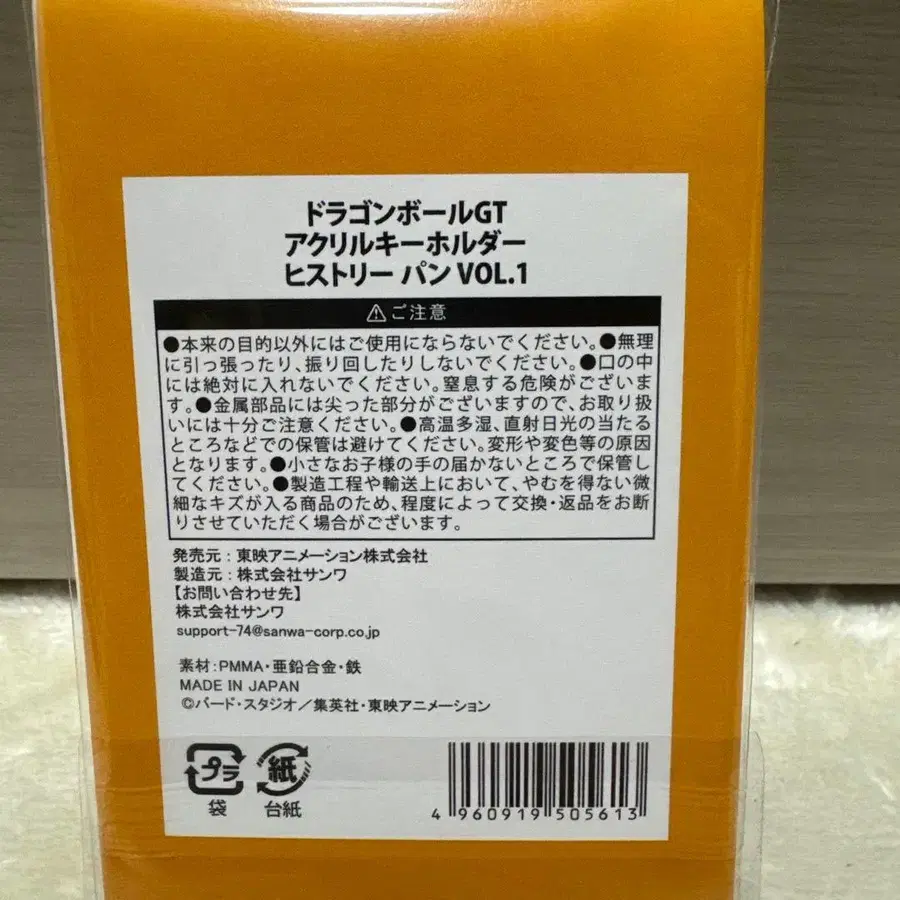 ドラゴンボールGT
アクリルキーホルダー
ヒストリー パン VOL.1
⚠ご注意
●本来の目的以外にはご使用にならないでください。●無理
に引っ張ったり、振り回したりしないでください。●口の中
には絶対に入れないでください。窒息する危険がございま
す。●金属部品には尖った部分がございますので、お取り扱
いには十分ご注意ください。●高温多湿、直射日光の当たる
ところなどでの保管は避けてください。変形や変色等の原因
となります。●小さなお子様の手の届かないところで保管し
てください。●製造工程や輸送上において、やむを得ない微
細なキズが入る商品のため、程度によって交換・返品をお断
りさせていただく場合がございます。
発売元：東映アニメーション株式会社
製造元：株式会社サンワ
【お問い合わせ先】
株式会社サンワ
support-74@sanwa-corp.co.jp
素材：PMMA・亜鉛合金・鉄
MADE IN JAPAN
©バード・スタジオ／集英社・東映アニメーション
プラ 紙
袋 台紙
4 960919 505613